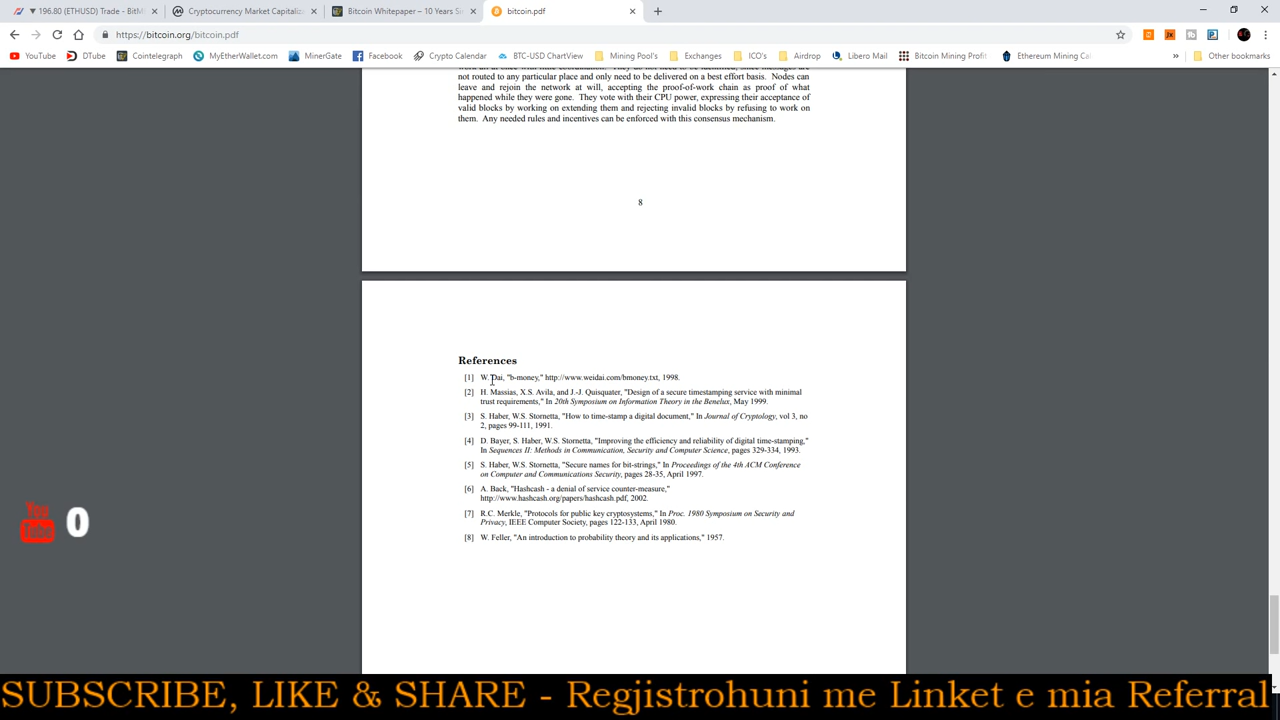 196.80 (ETHUSD) Trade - BitM
Cryptocurrency Market Capitaliz
Bitcoin Whitepaper – 10 Years Si
bitcoin.pdf
https://bitcoin.org/bitcoin.pdf
YouTube
DTube
Cointelegraph
MyEtherWallet.com
MinerGate
Facebook
Crypto Calendar
BTC-USD ChartView
Mining Pool's
Exchanges
ICO's
Airdrop
Libero Mail
Bitcoin Mining Profit
Ethereum Mining Ca
»
Other bookmarks
not routed to any particular place and only need to be delivered on a best effort basis. Nodes can
leave and rejoin the network at will, accepting the proof-of-work chain as proof of what
happened while they were gone. They vote with their CPU power, expressing their acceptance of
valid blocks by working on extending them and rejecting invalid blocks by refusing to work on
them. Any needed rules and incentives can be enforced with this consensus mechanism.
8
References
[1] W. Dai, "b-money," http://www.weidai.com/bmoney.txt, 1998.
[2] H. Massias, X.S. Avila, and J.-J. Quisquater, "Design of a secure timestamping service with minimal
trust requirements," In 20th Symposium on Information Theory in the Benelux, May 1999.
[3] S. Haber, W.S. Stornetta, "How to time-stamp a digital document," In Journal of Cryptology, vol 3, no
2, pages 99-111, 1991.
[4] D. Bayer, S. Haber, W.S. Stornetta, "Improving the efficiency and reliability of digital time-stamping,"
In Sequences II: Methods in Communication, Security and Computer Science, pages 329-334, 1993.
[5] S. Haber, W.S. Stornetta, "Secure names for bit-strings," In Proceedings of the 4th ACM Conference
on Computer and Communications Security, pages 28-35, April 1997.
[6] A. Back, "Hashcash - a denial of service counter-measure,"
http://www.hashcash.org/papers/hashcash.pdf, 2002.
[7] R.C. Merkle, "Protocols for public key cryptosystems," In Proc. 1980 Symposium on Security and
Privacy, IEEE Computer Society, pages 122-133, April 1980.
[8] W. Feller, "An introduction to probability theory and its applications," 1957.
You
Tube
0
SUBSCRIBE, LIKE & SHARE - Regjistrohuni me Linket e mia Referral